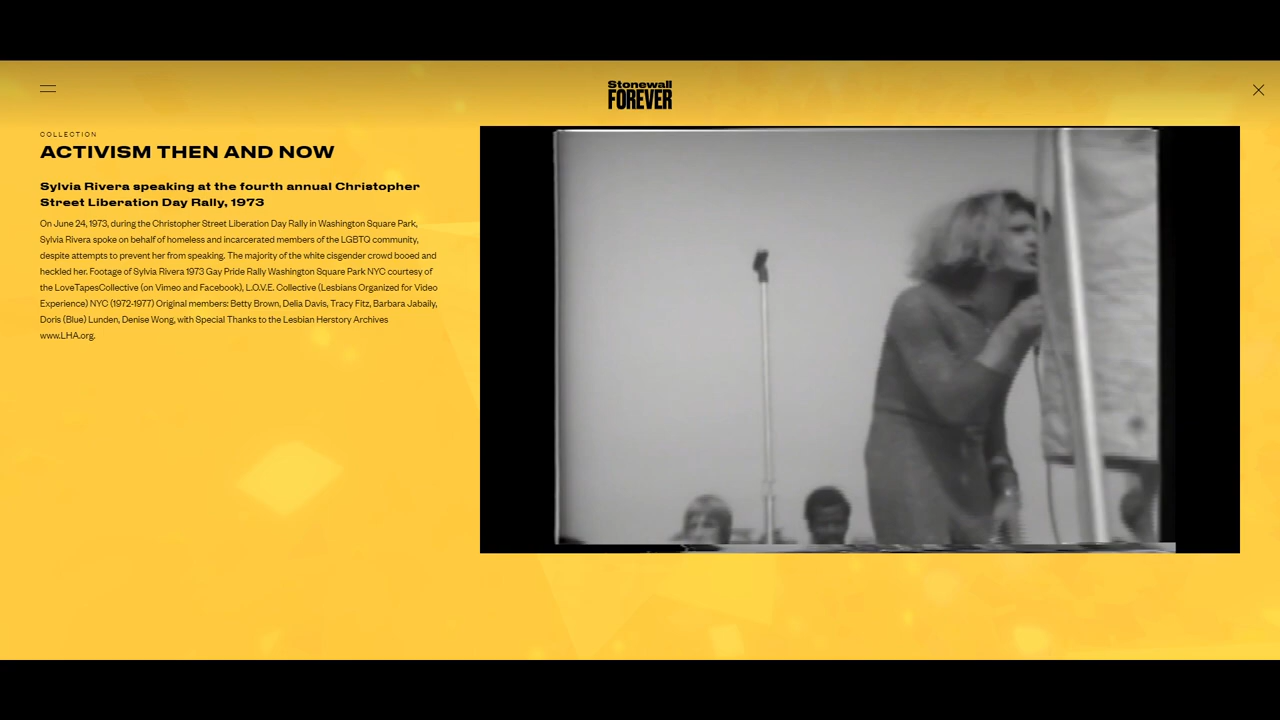 Stonewall
FOREVER
COLLECTION
ACTIVISM THEN AND NOW
Sylvia Rivera speaking at the fourth annual Christopher
Street Liberation Day Rally, 1973
On June 24, 1973, during the Christopher Street Liberation Day Rally in Washington Square Park,
Sylvia Rivera spoke on behalf of homeless and incarcerated members of the LGBTQ community,
despite attempts to prevent her from speaking. The majority of the white cisgender crowd booed and
heckled her. Footage of Sylvia Rivera 1973 Gay Pride Rally Washington Square Park NYC courtesy of
the LoveTapesCollective (on Vimeo and Facebook), L.O.V.E. Collective (Lesbians Organized for Video
Experience) NYC (1972-1977) Original members: Betty Brown, Delia Davis, Tracy Fitz, Barbara Jabaily,
Doris (Blue) Lunden, Denise Wong, with Special Thanks to the Lesbian Herstory Archives
www.LHA.org.